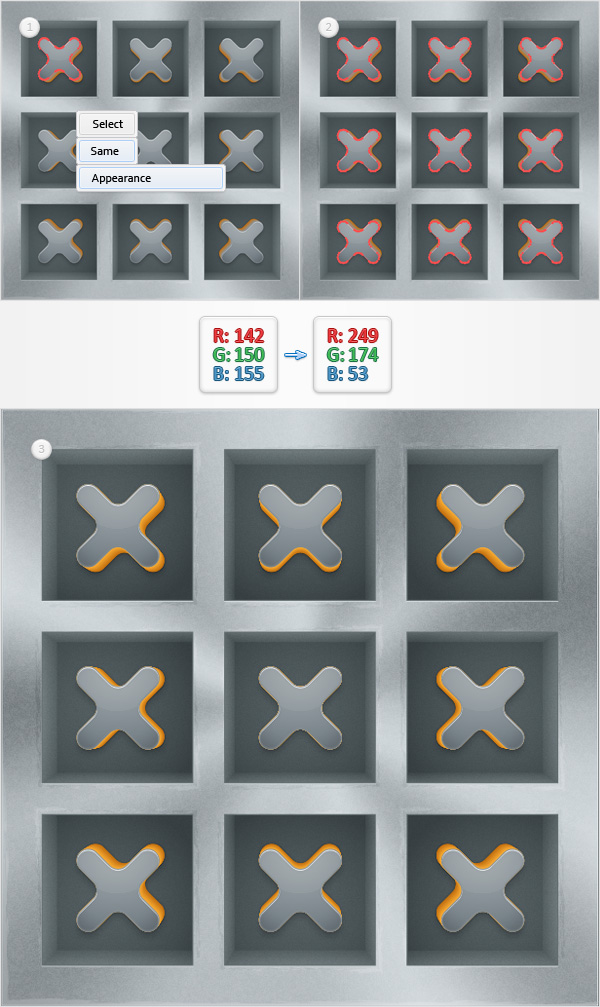 1
2
Select
Same
Appearance
R: 142
G: 150
B: 155
R: 249
G: 174
B: 53
3